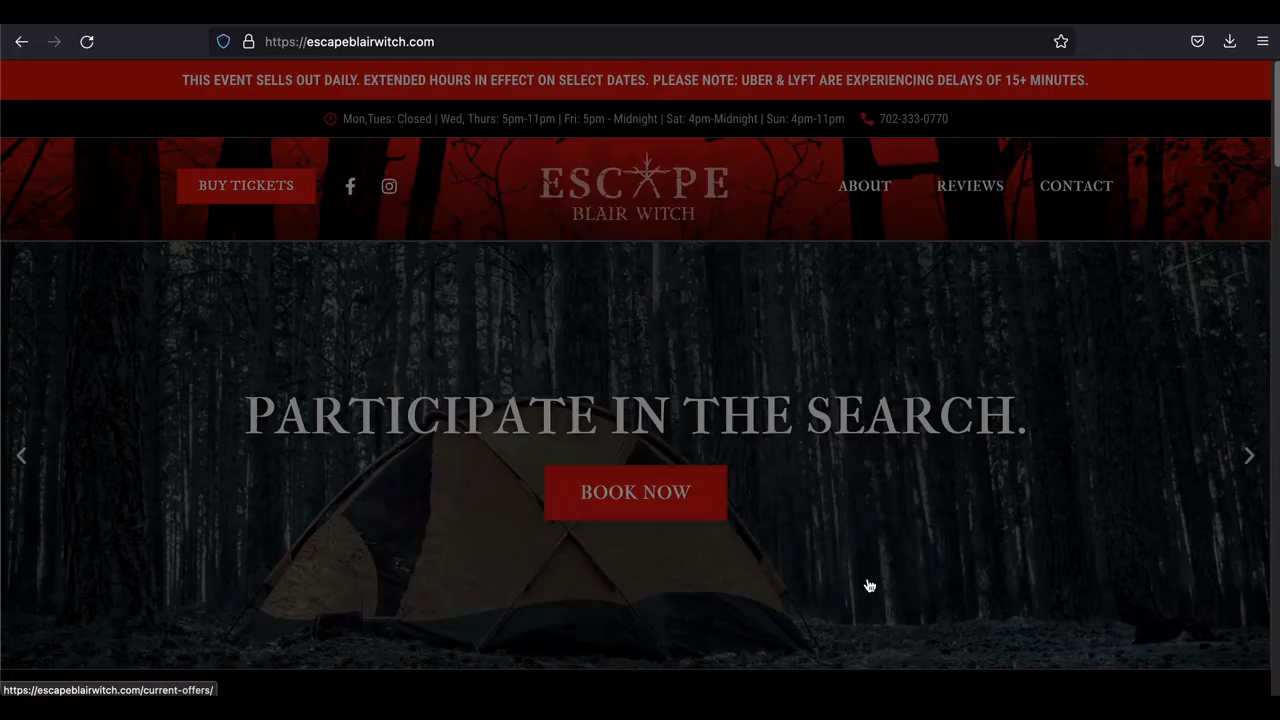 https://escapeblairwitch.com
THIS EVENT SELLS OUT DAILY. EXTENDED HOURS IN EFFECT ON SELECT DATES. PLEASE NOTE: UBER & LYFT ARE EXPERIENCING DELAYS OF 15+ MINUTES.
Mon,Tues: Closed | Wed, Thurs: 5pm-11pm | Fri: 5pm - Midnight | Sat: 4pm-Midnight | Sun: 4pm-11pm 702-333-0770
BUY TICKETS
ESCAPE
BLAIR WITCH
ABOUT REVIEWS CONTACT
PARTICIPATE IN THE SEARCH.
BOOK NOW
https://escapeblairwitch.com/current-offers/